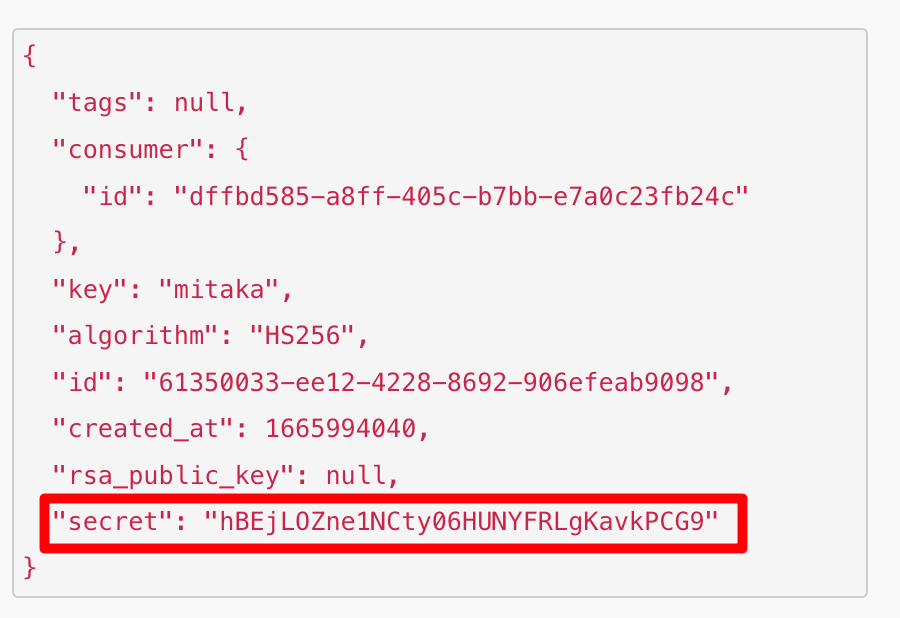 {
"tags": null,
"consumer": {
"id": "dffbd585-a8ff-405c-b7bb-e7a0c23fb24c"
},
"key": "mitaka",
"algorithm": "HS256",
"id": "61350033-ee12-4228-8692-906efeab9098",
"created_at": 1665994040,
"rsa_public_key": null,
"secret": "hBEjLOZne1NCty06HUNYFRLgKavkPCG9"
}